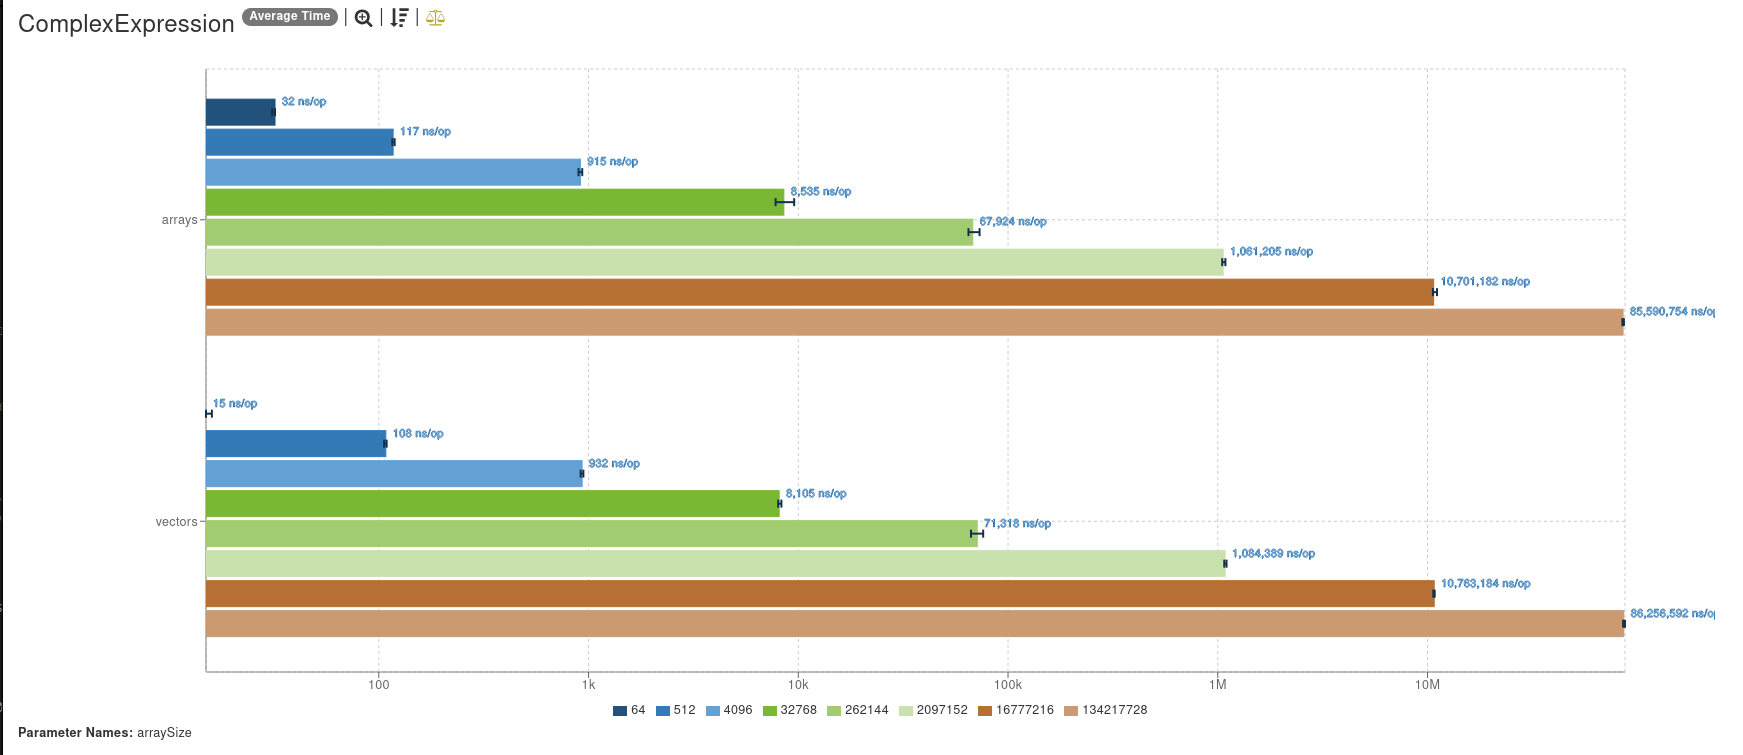 ComplexExpression Average Time
32 ns/op
117 ns/op
915 ns/op
8,535 ns/op
arrays
67,924 ns/op
1,061,205 ns/op
10,701,182 ns/op
85,590,754 ns/op
15 ns/op
108 ns/op
932 ns/op
8,105 ns/op
vectors
71,318 ns/op
1,084,389 ns/op
10,763,184 ns/op
86,256,592 ns/op
100 1k 10k 100k 1M 10M
64 512 4096 32768 262144 2097152 16777216 134217728
Parameter Names: arraySize